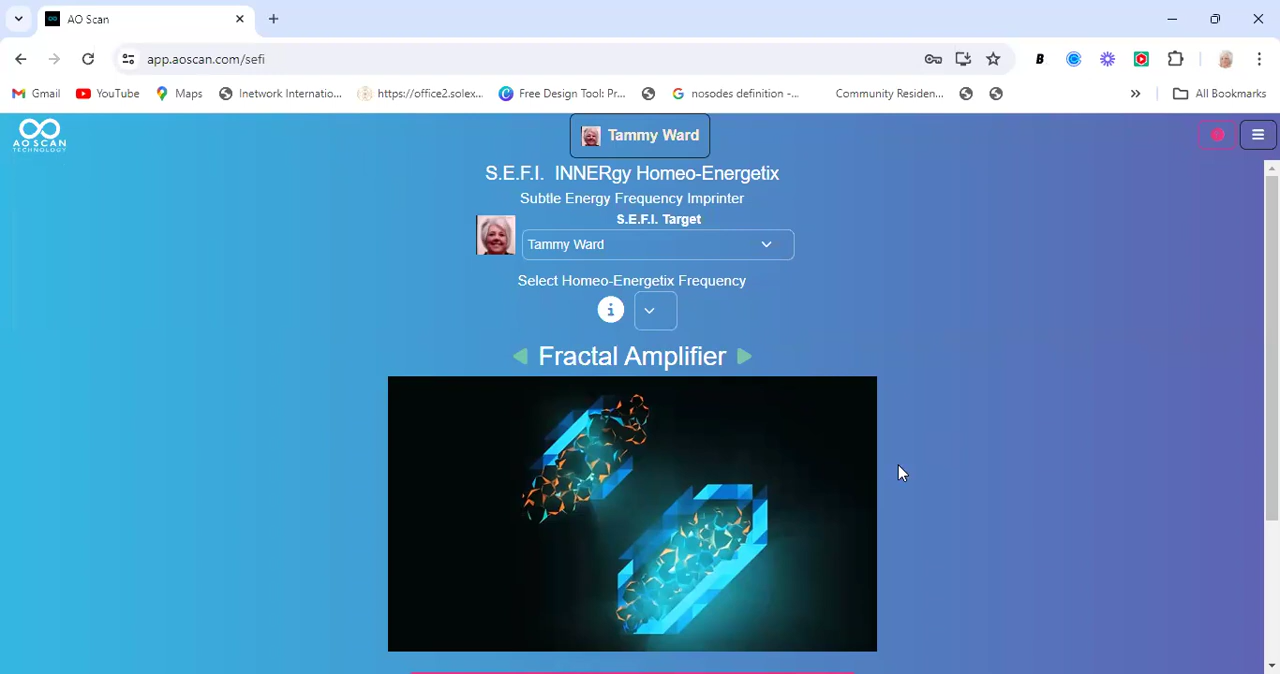 AO Scan
app.aoscan.com/sefi
B
Gmail
YouTube
Maps
Inetwork Internatio...
https://office2.solex...
Free Design Tool: Pr...
nosodes definition -...
Community Residen...
All Bookmarks
AO SCAN
TECHNOLOGY
Tammy Ward
S.E.F.I. INNERgy Homeo-Energetix
Subtle Energy Frequency Imprinter
S.E.F.I. Target
Tammy Ward
Select Homeo-Energetix Frequency
Fractal Amplifier